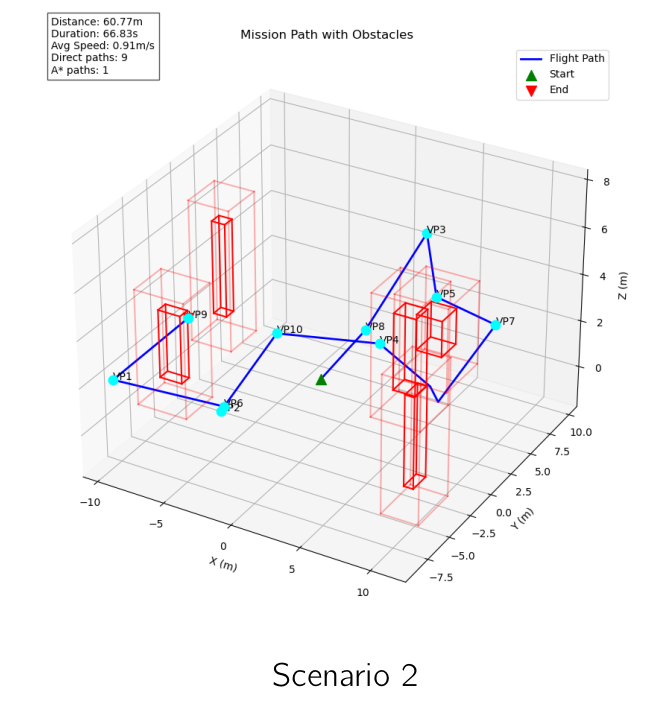 Distance: 60.77m
Duration: 66.83s
Avg Speed: 0.91m/s
Direct paths: 9
A* paths: 1
Mission Path with Obstacles
Flight Path
Start
End
VP3
VP5
VP7
VP8
VP4
VP10
VP9
VP1
VP6
P2
8
6
4
2
0
Z (m)
10.0
7.5
5.0
2.5
0.0
−2.5
−5.0
−7.5
Y (m)
−10
−5
0
5
10
X (m)
Scenario 2